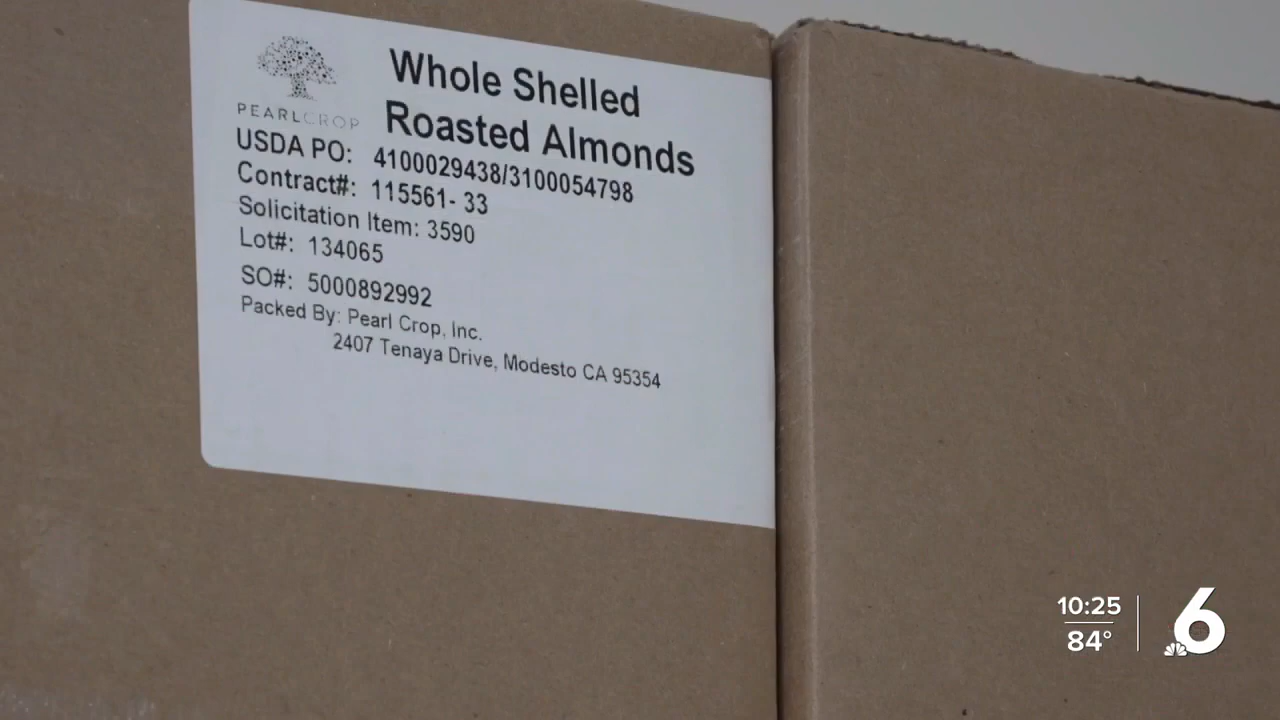 PEARLCROP
Whole Shelled
Roasted Almonds
USDA PO: 4100029438/3100054798
Contract#: 115561- 33
Solicitation Item: 3590
Lot#: 134065
SO#: 5000892992
Packed By: Pearl Crop, Inc.
2407 Tenaya Drive, Modesto CA 95354
10:25
84°
6